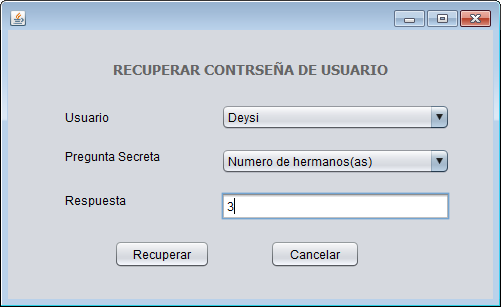 RECUPERAR CONTRSEÑA DE USUARIO
Usuario Deysi
Pregunta Secreta Numero de hermanos(as)
Respuesta 3
Recuperar Cancelar